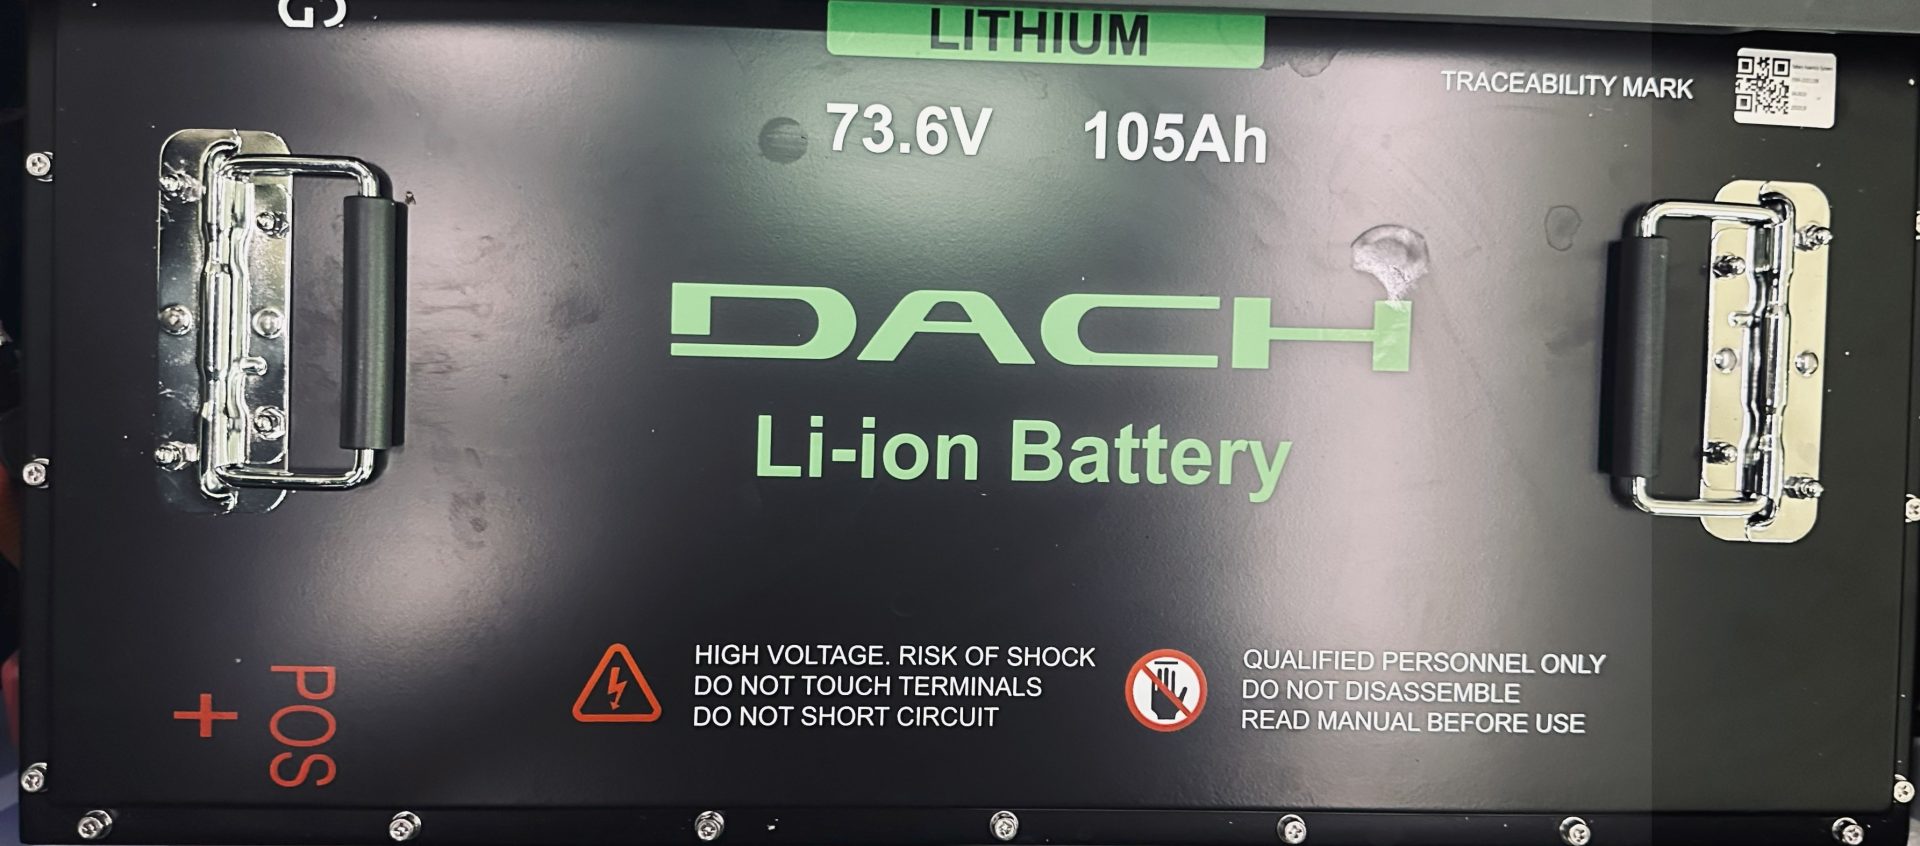 LITHIUM
73.6V 105Ah
TRACEABILITY MARK
DACH
Li-ion Battery
HIGH VOLTAGE. RISK OF SHOCK
DO NOT TOUCH TERMINALS
DO NOT SHORT CIRCUIT
QUALIFIED PERSONNEL ONLY
DO NOT DISASSEMBLE
READ MANUAL BEFORE USE
POS
+